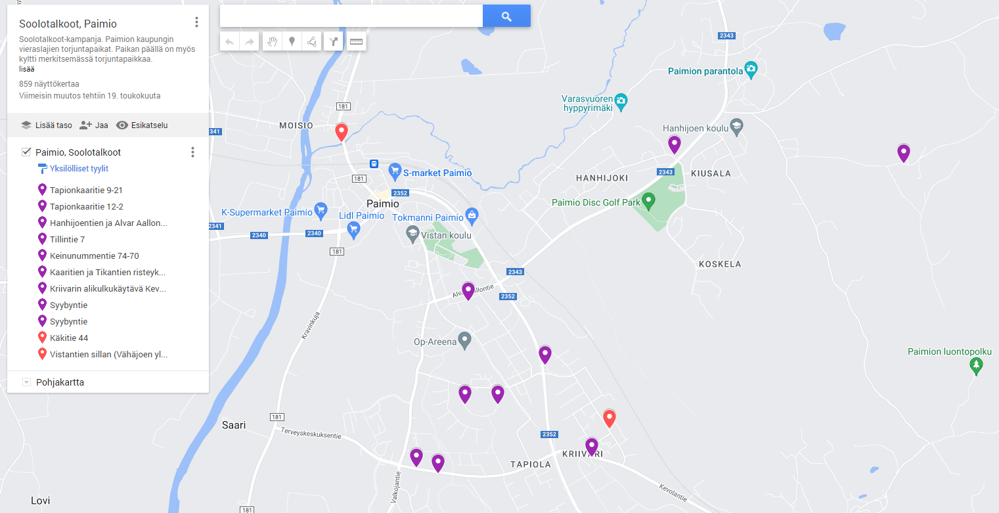 Soolotalkoot, Paimio
Soolotalkoot-kampanja. Paimion kaupungin
vieraslajien torjuntapaikat. Paikan päällä on myös
kyltti merkitsemässä torjuntapaikkaa.
lisää
859 näyttökertaa
Viimeisin muutos tehtiin 19. toukokuuta
Lisää taso
Jaa
Esikatselu
Paimio, Soolotalkoot
Yksilölliset tyylit
Tapionkaaritie 9-21
Tapionkaaritie 12-2
Hanhijoentien ja Alvar Aallon...
Tillintie 7
Keinunummentie 74-70
Kaaritien ja Tikantien risteyk...
Kriivarin alikulkukäytävä Kev...
Syybyntie
Syybyntie
Käkitie 44
Vistantien sillan (Vähäjoen yl...
Pohjakartta
2343
Paimion parantola
Varasvuoren
hyppyrimäki
181
MOISIO
2341
Hanhijoen koulu
S-market Paimio
181
HANHIJOKI
2343
KIUSALA
2352
Paimio
Paimio Disc Golf Park
K-Supermarket Paimio
Lidl Paimio
Tokmanni Paimio
2341
2340
2340
Vistan koulu
181
KOSKELA
2343
Alvar Aallontie
2352
Kravinkuja
Op-Areena
Paimion luontopolku
181
Saari
Terveyskeskuksentie
2352
KRIIVARI
TAPIOLA
Valkojantie
Kevolantie
Lovi
181